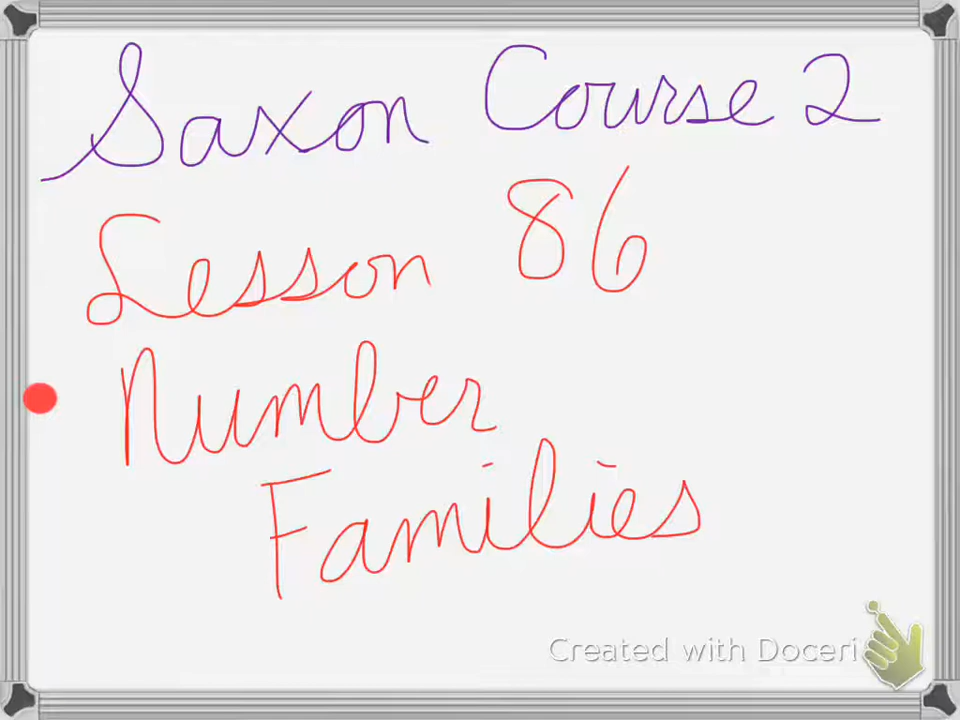 Saxon Course 2
Lesson 86
Number
Families
Created with Doceri